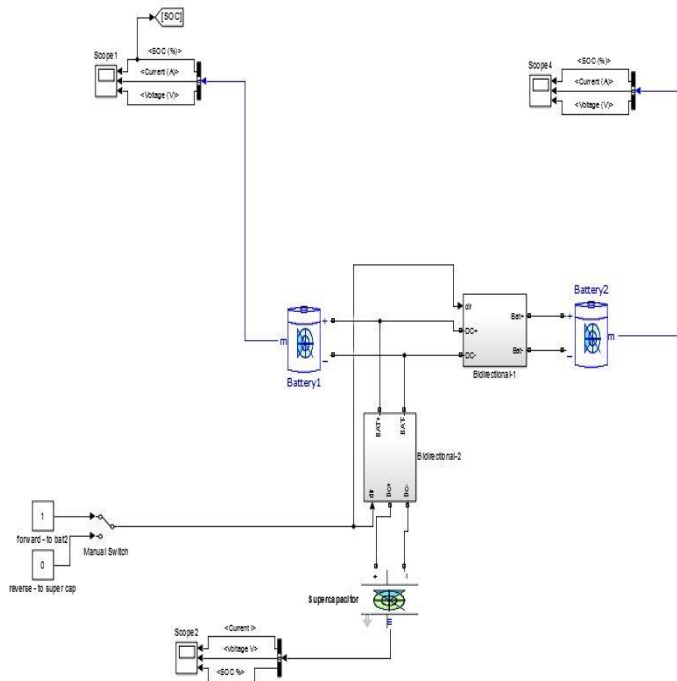 [SOC]
Scope1
<SOC (%)>
<Current (A)>
<Voltage (V)>
Scope4
<SOC (%)>
<Current (A)>
<Voltage (V)>
Battery2
dir
m
+
DC+
Bat+
+
m
_
DC-
Bat-
_
Battery1
Bidirectional-1
BAT+
BAT-
Bidirectional-2
dir
Dc+
Dc-
1
forward - to bat2
Manual Switch
0
reverse - to super cap
+
-
Supercapacitor
m
Scope2
<Current I>
<Voltage V>
<SOC %>